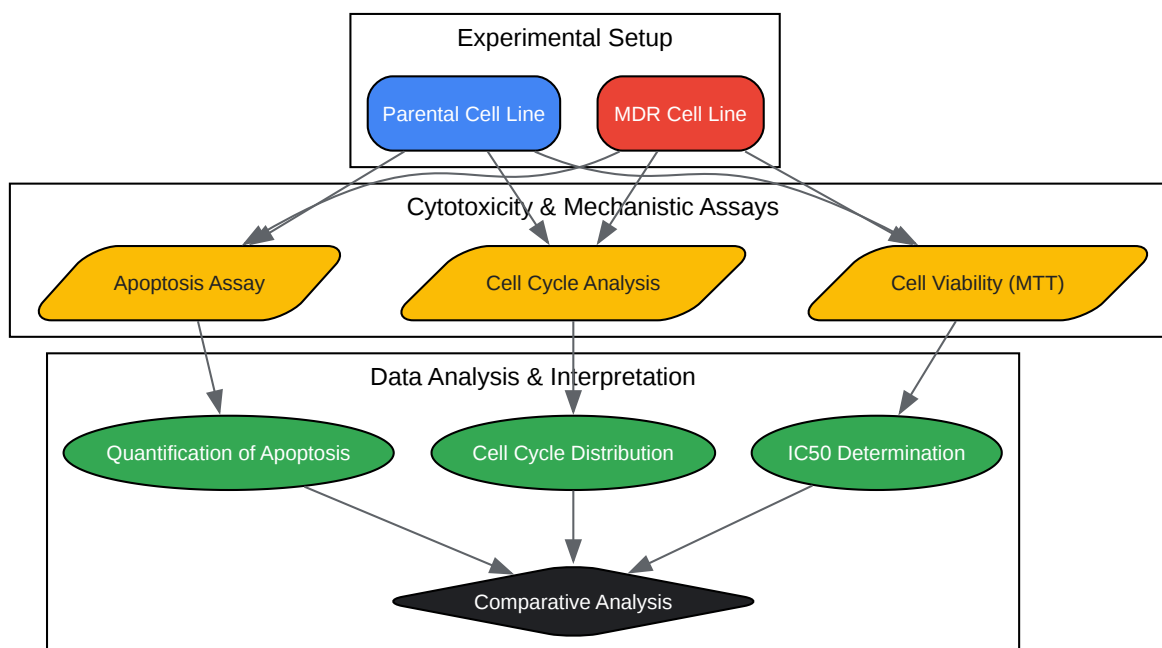 Experimental Setup
Parental Cell Line
MDR Cell Line
Cytotoxicity & Mechanistic Assays
Apoptosis Assay
Cell Cycle Analysis
Cell Viability (MTT)
Data Analysis & Interpretation
Quantification of Apoptosis
Cell Cycle Distribution
IC50 Determination
Comparative Analysis